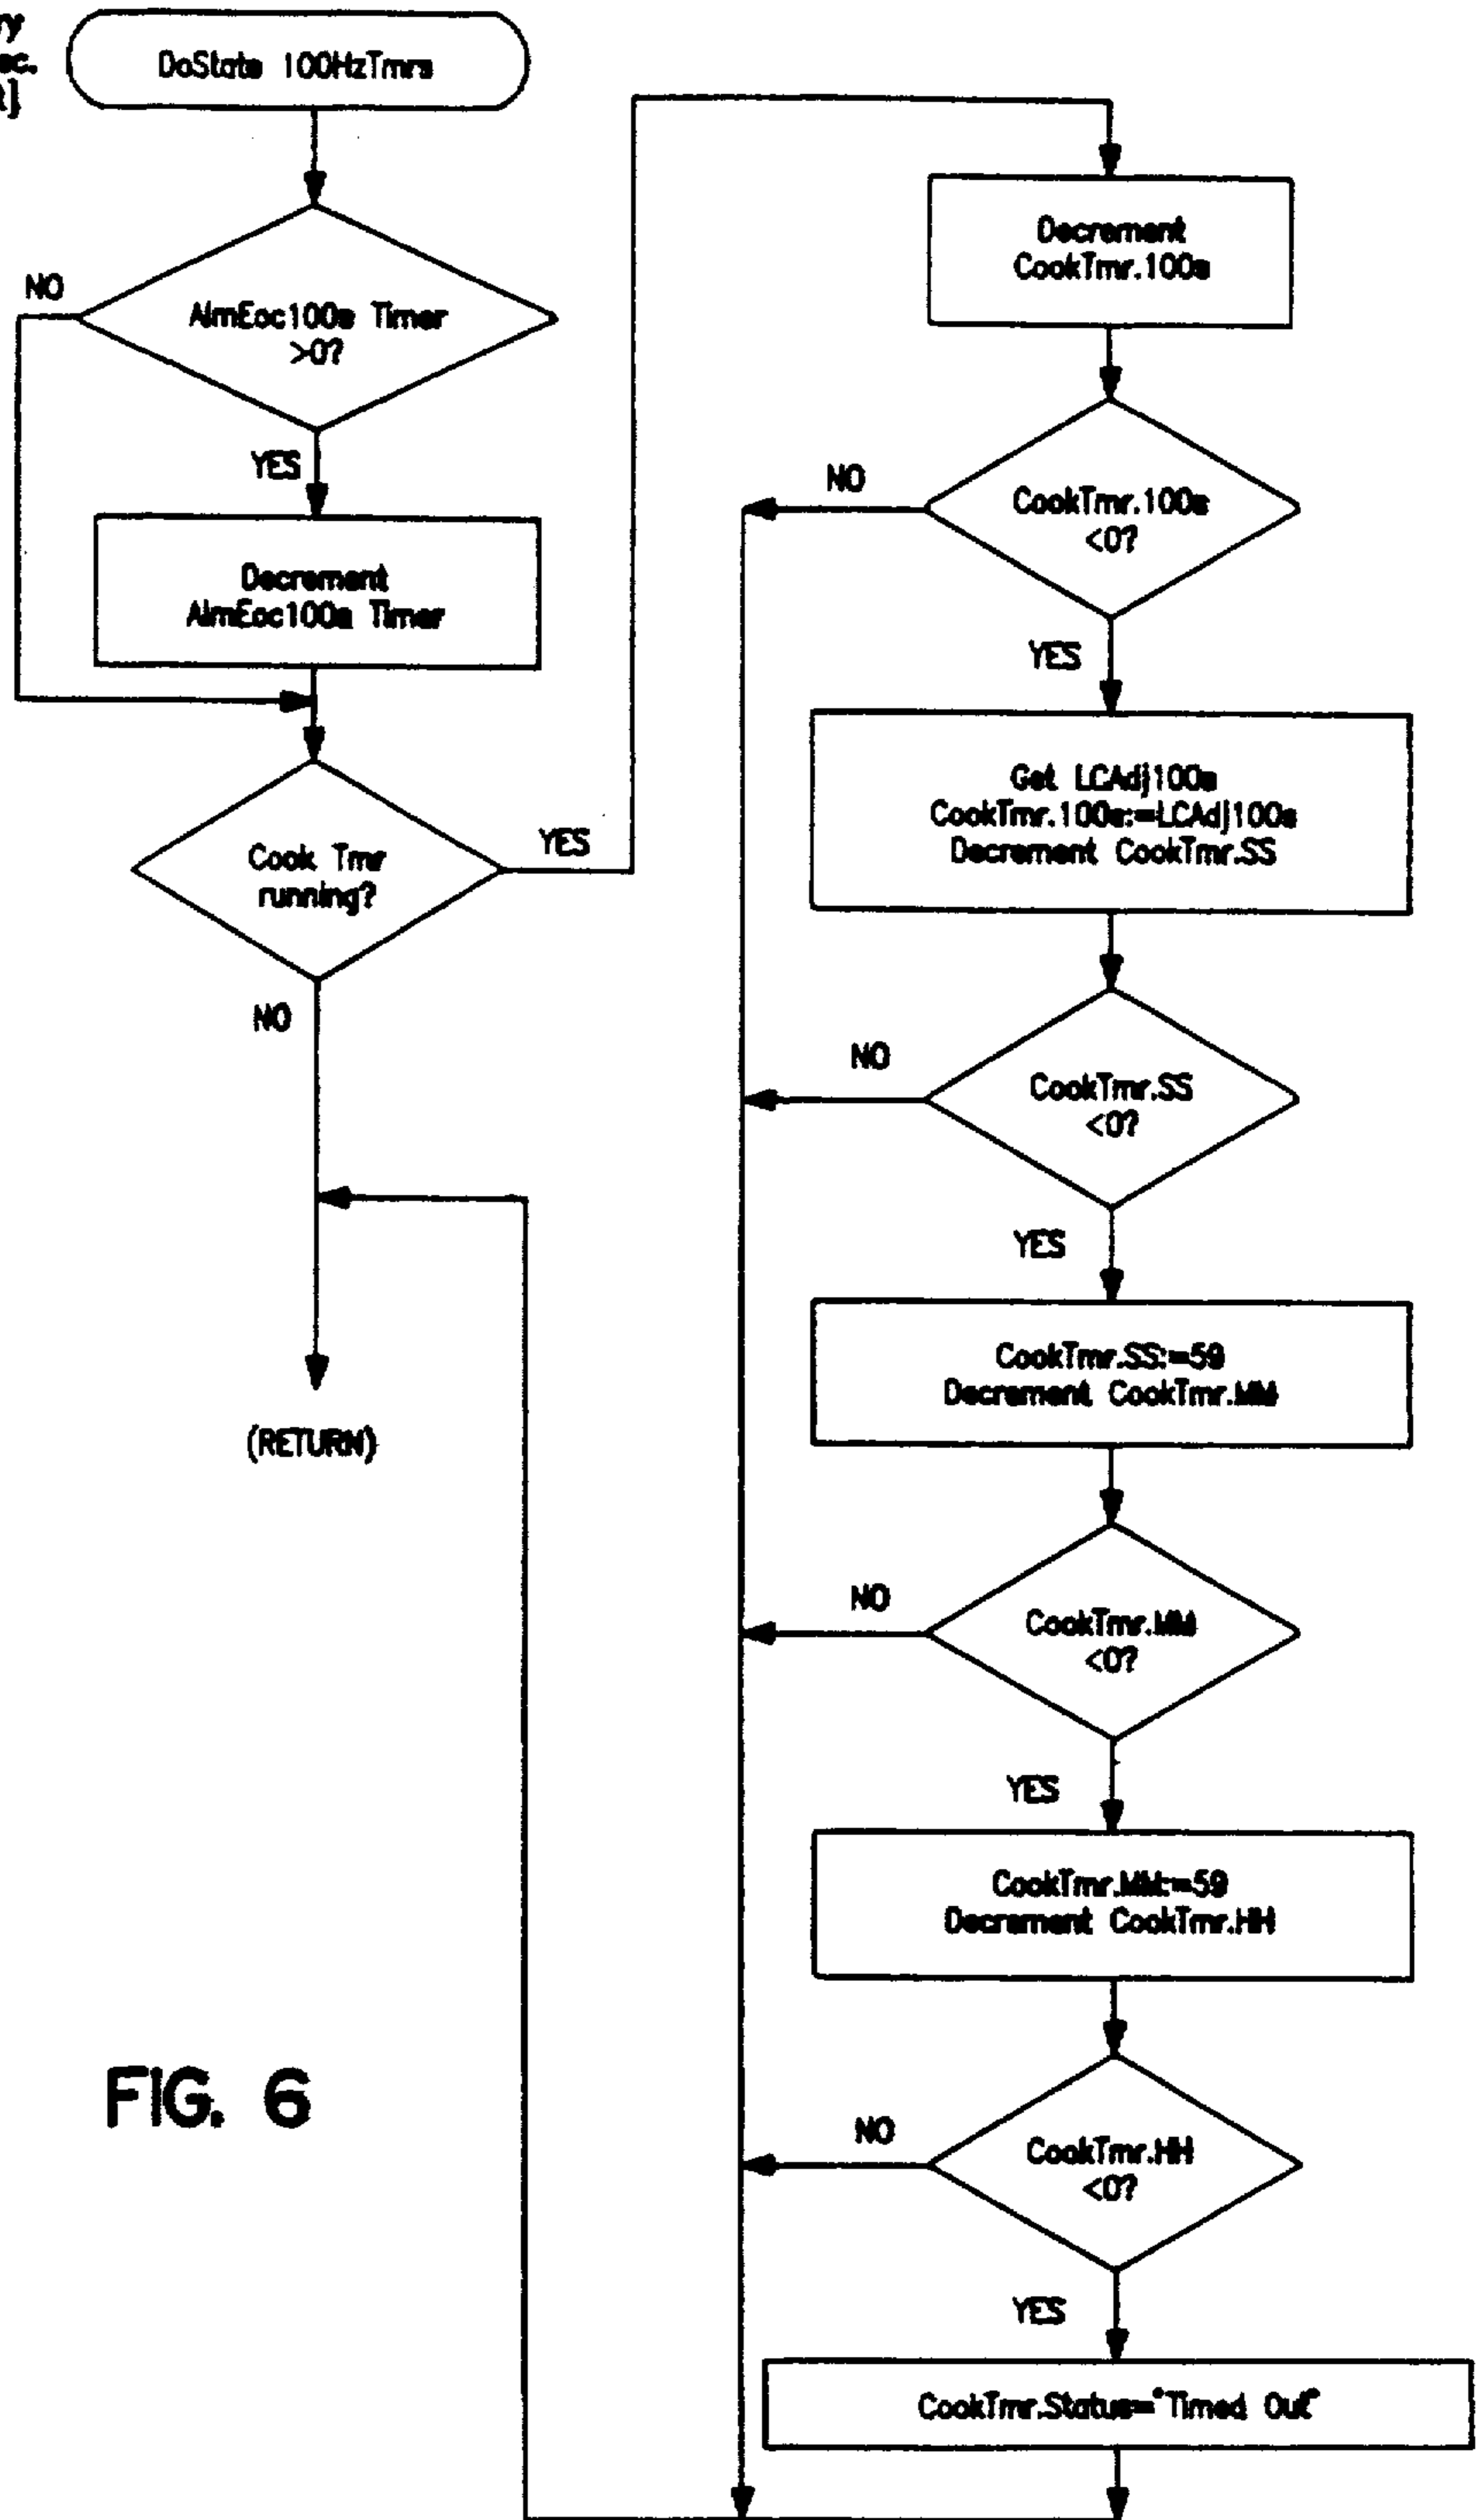 DoState 100HzTmrs
NO
AlmEoc100s Timer
>0?
YES
Decrement
AlmEoc100s Timer
Cook Tmr
running?
YES
NO
(RETURN)
Decrement
CookTmr.100s
NO
CookTmr.100s
<0?
YES
Get LCAdj100s
CookTmr.100s:=LCAdj100s
Decrement CookTmr.SS
NO
CookTmr.SS
<0?
YES
CookTmr.SS:=59
Decrement CookTmr.MM
NO
CookTmr.MM
<0?
YES
CookTmr.MM:=59
Decrement CookTmr.HH
NO
CookTmr.HH
<0?
YES
CookTmr.Status="Timed Out"
FIG. 6